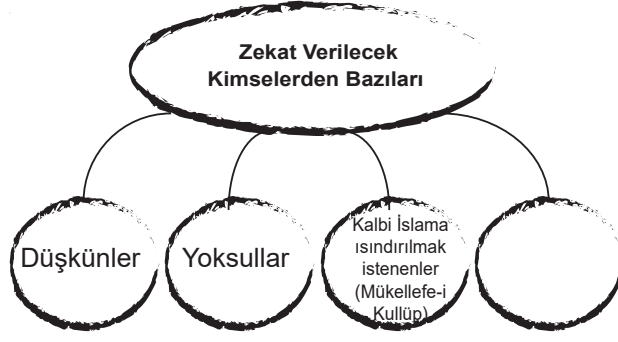 Zekat Verilecek
Kimselerden Bazıları
Düşkünler
Yoksullar
Kalbi İslama
ısındırılmak
istenenler
(Mükellefe-i
Kullüp)